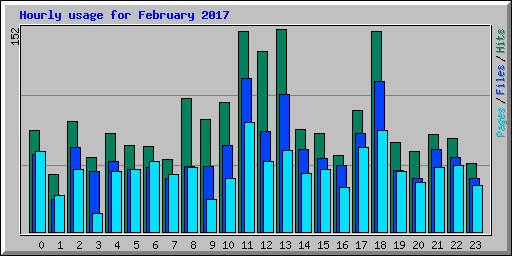 Hourly usage for February 2017
152
Pages/Files/Hits
0 1 2 3 4 5 6 7 8 9 10 11 12 13 14 15 16 17 18 19 20 21 22 23